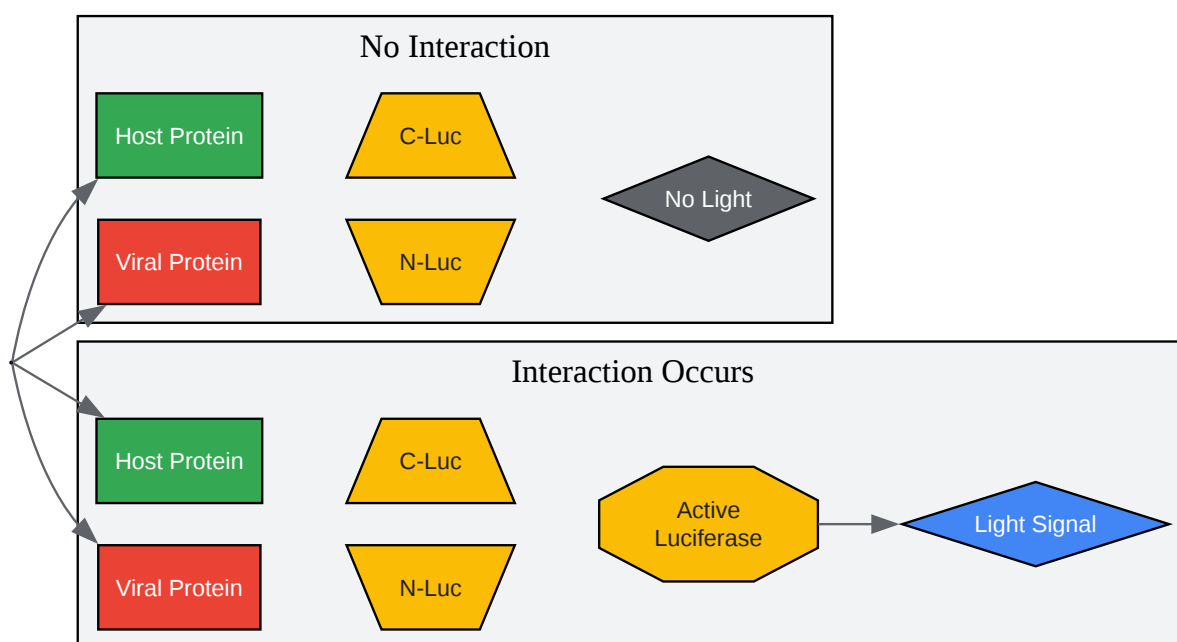 No Interaction
Host Protein
C-Luc
No Light
Viral Protein
N-Luc
Interaction Occurs
Host Protein
C-Luc
Active
Luciferase
Light Signal
Viral Protein
N-Luc